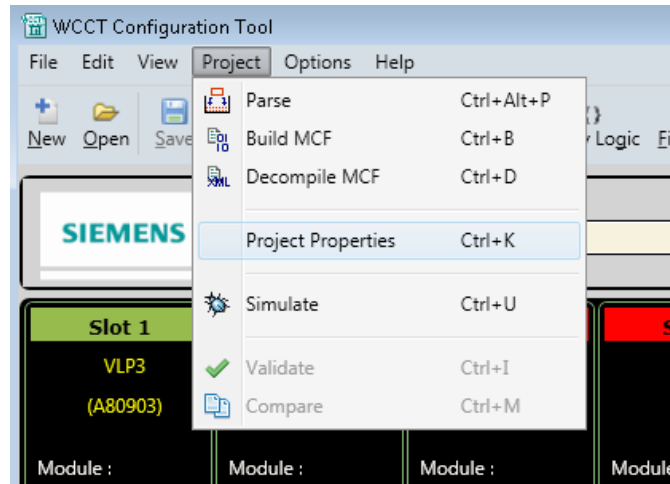 WCCT Configuration Tool
File Edit View Project Options Help
New Open Save Logic
Parse Ctrl+Alt+P
Build MCF Ctrl+B
Decompile MCF Ctrl+D
Project Properties Ctrl+K
Simulate Ctrl+U
Validate Ctrl+I
Compare Ctrl+M
SIEMENS
Slot 1
VLP3
(A80903)
Module : Module : Module : Module